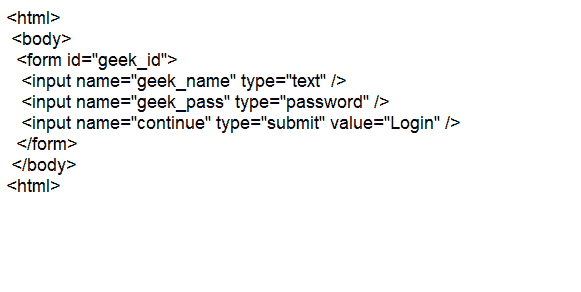 <html>
<body>
<form id="geek_id">
<input name="geek_name" type="text" />
<input name="geek_pass" type="password" />
<input name="continue" type="submit" value="Login" />
</form>
</body>
<html>